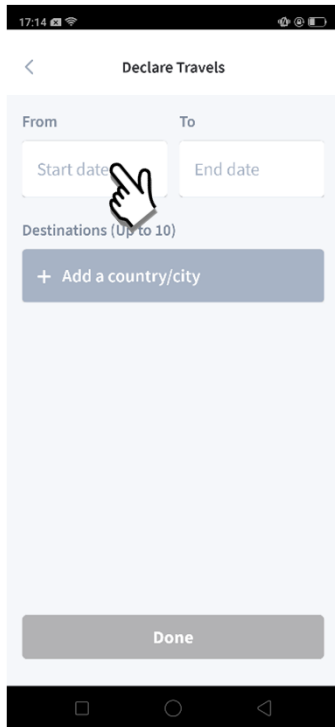 17:14
Declare Travels
From To
Start date End date
Destinations (Up to 10)
+ Add a country/city
Done